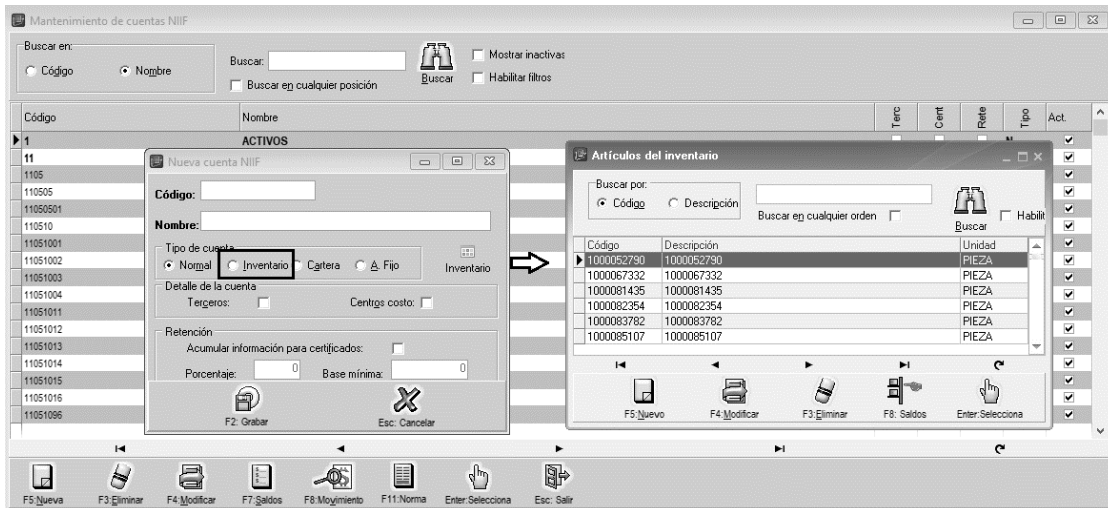 Mantenimiento de cuentas NIIF
Buscar en:
Código Nombre
Buscar:
Buscar en cualquier posición
Buscar
Mostrar inactivas
Habilitar filtros
Código Nombre Terc Cent Rete Tipo Act.
1 ACTIVOS N
11
1105
110505
11050501
110510
11051001
11051002
11051003
11051004
11051011
11051012
11051013
11051014
11051015
11051016
11051096
Nueva cuenta NIIF
Código:
Nombre:
Tipo de cuenta
Normal Inventario Cartera A. Fijo
Inventario
Detalle de la cuenta
Terceros: Centros costo:
Retención
Acumular información para certificados:
Porcentaje: 0 Base mínima: 0
F2: Grabar Esc: Cancelar
Artículos del inventario
Buscar por:
Código Descripción
Buscar en cualquier orden
Buscar
Habilit
Código Descripción Unidad
1000052790 1000052790 PIEZA
1000067332 1000067332 PIEZA
1000081435 1000081435 PIEZA
1000082354 1000082354 PIEZA
1000083782 1000083782 PIEZA
1000085107 1000085107 PIEZA
F5:Nuevo F4:Modificar F3:Eliminar F8: Saldos Enter:Selecciona
F5:Nueva F3:Eliminar F4:Modificar F7:Saldos F8:Movimiento F11:Norma Enter:Selecciona Esc: Salir